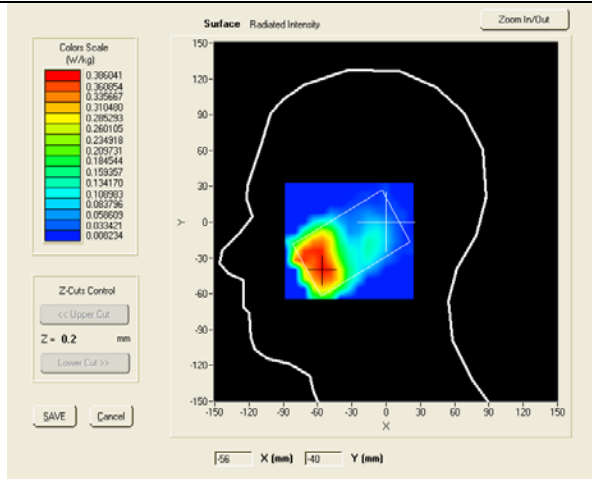 Surface Radiated Intensity
Zoom In/Out
Colors Scale
(W/kg)
0.386041
0.360854
0.335667
0.310480
0.285293
0.260105
0.234918
0.209731
0.184544
0.159357
0.134170
0.108983
0.083796
0.058609
0.033421
0.008234
Z-Cuts Control
<< Upper Cut
Z = 0.2 mm
Lower Cut >>
SAVE Cancel
150
120
90
60
30
0
-30
-60
-90
-120
-150
Y
-150 -120 -90 -60 -30 0 30 60 90 120 150
X
-56 X (mm) -40 Y (mm)